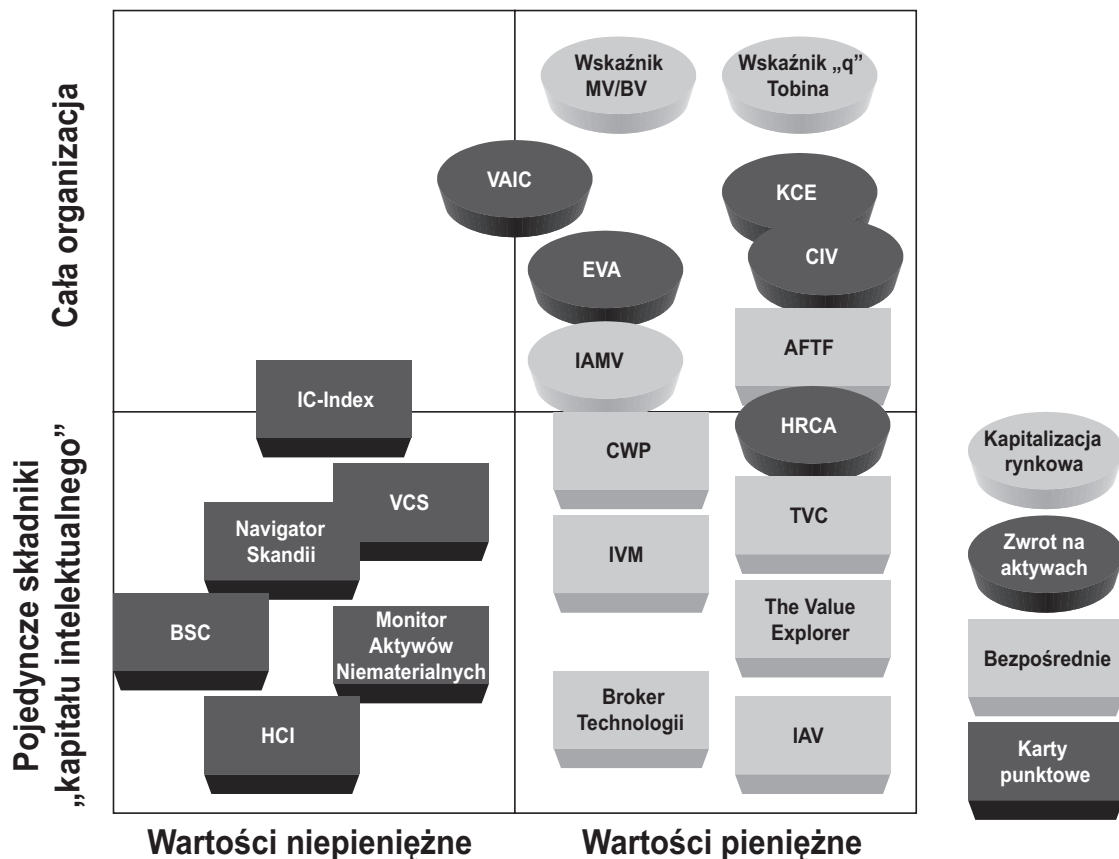 Cała organizacja
Pojedyncze składniki
„kapitału intelektualnego”
Wskaźnik
MV/BV
Wskaźnik „q”
Tobina
VAIC
KCE
EVA
CIV
IAMV
AFTF
IC-Index
HRCA
CWP
VCS
TVC
Navigator
Skandii
IVM
BSC
Monitor
Aktywów
Niematerialnych
The Value
Explorer
HCI
Broker
Technologii
IAV
Kapitalizacja
rynkowa
Zwrot na
aktywach
Bezpośrednie
Karty
punktowe
Wartości niepieniężne
Wartości pieniężne